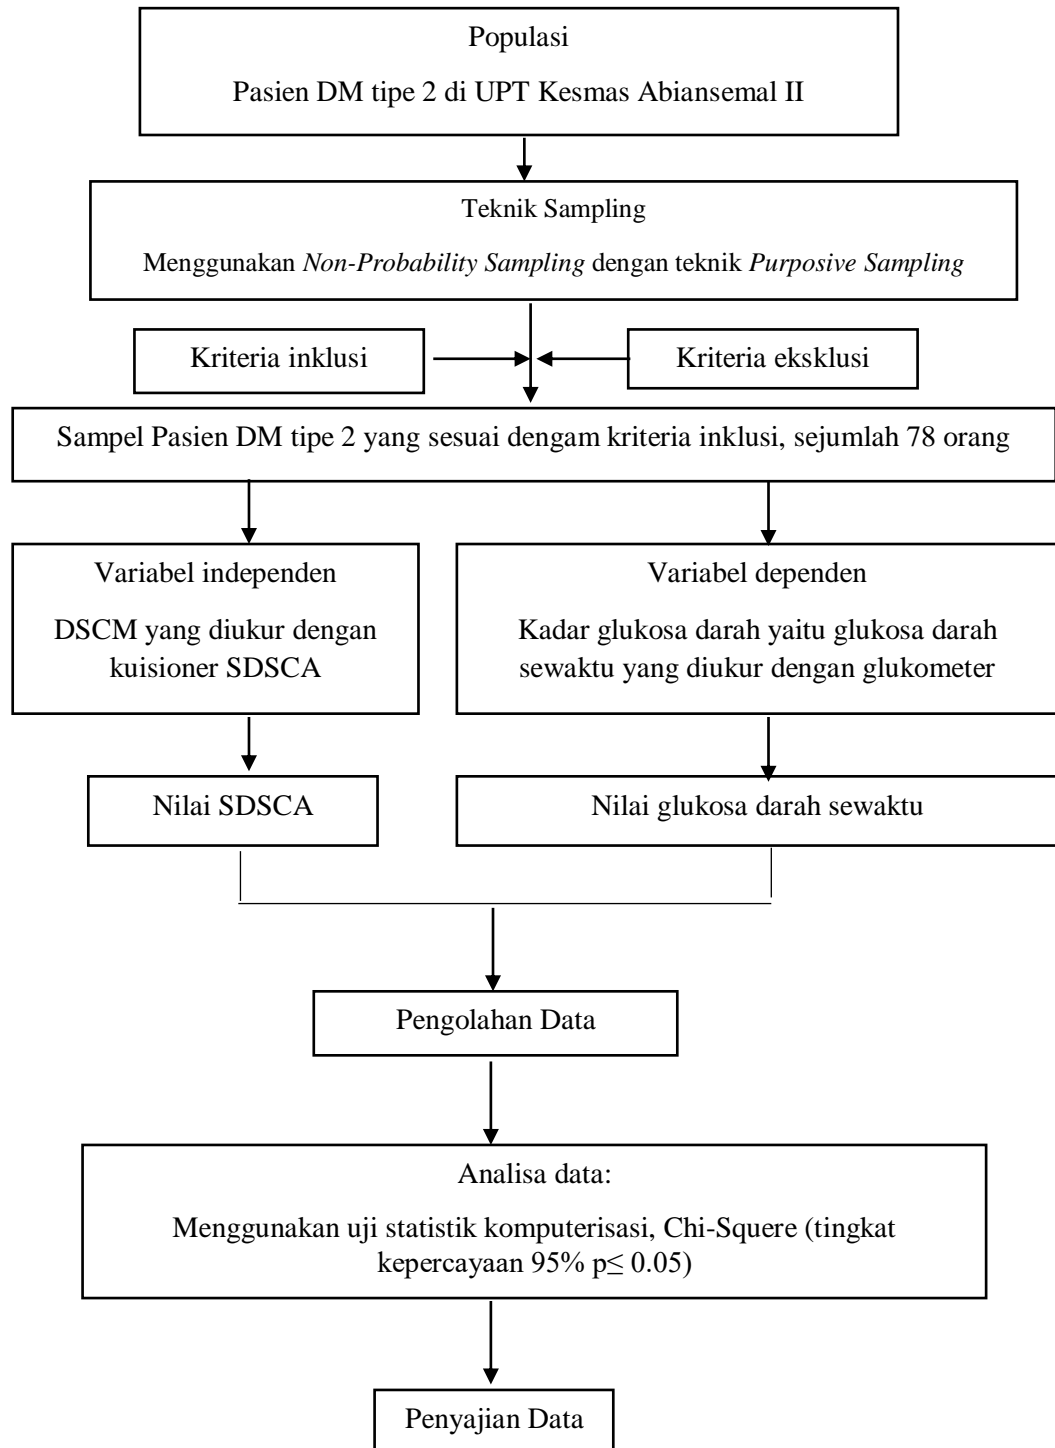 Populasi
Pasien DM tipe 2 di UPT Kesmas Abiansemal II
Teknik Sampling
Menggunakan Non-Probability Sampling dengan teknik Purposive Sampling
Kriteria inklusi
Kriteria eksklusi
Sampel Pasien DM tipe 2 yang sesuai dengam kriteria inklusi, sejumlah 78 orang
Variabel independen
DSCM yang diukur dengan
kuisioner SDSCA
Variabel dependen
Kadar glukosa darah yaitu glukosa darah
sewaktu yang diukur dengan glukometer
Nilai SDSCA
Nilai glukosa darah sewaktu
Pengolahan Data
Analisa data:
Menggunakan uji statistik komputerisasi, Chi-Squere (tingkat
kepercayaan 95% p≤ 0.05)
Penyajian Data